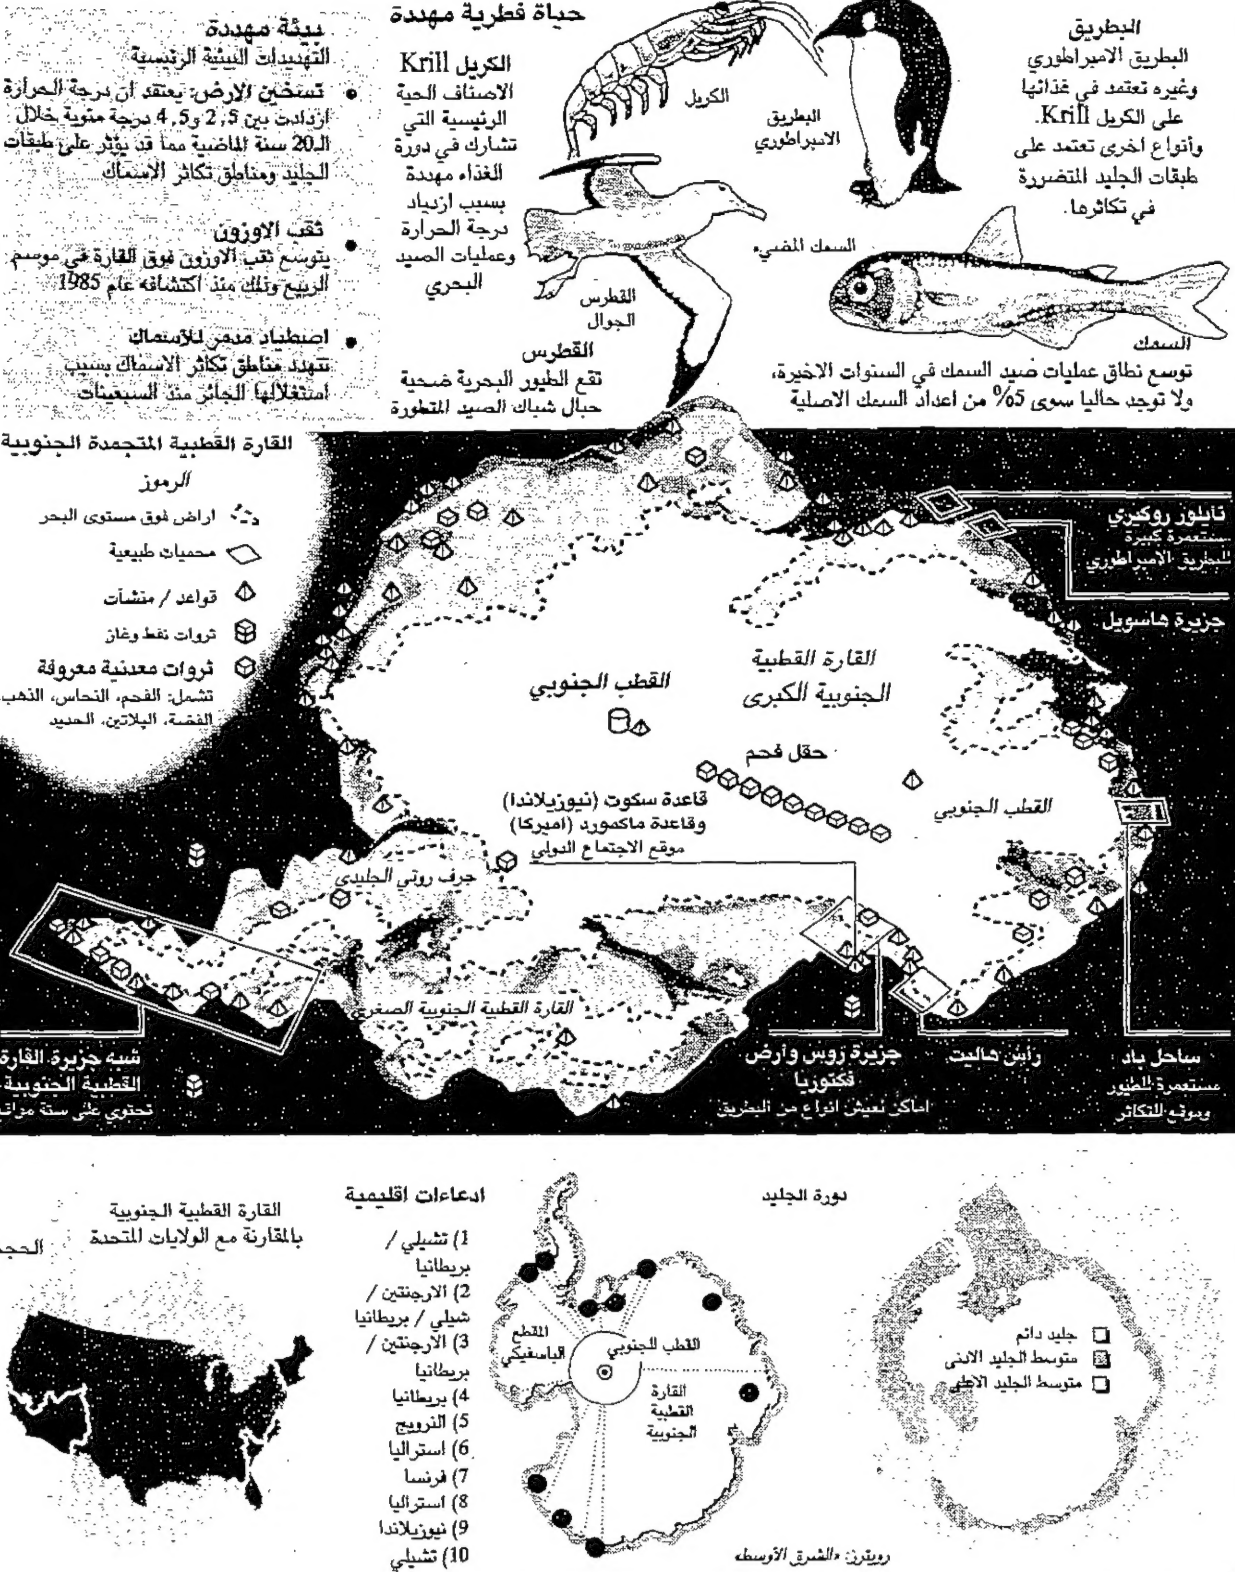 البطريق
البطريق الامبراطوري
وغيره تعتمد في غذائها
على الكريل Krill.
وأنواع اخرى تعتمد على
طبقات الجليد المتضررة
في تكاثرها.
البطريق
الامبراطوري
الكريل
حياة فطرية مهددة
الكريل Krill
الاصناف الحية
الرئيسية التي
تشارك في دورة
الغذاء مهددة
بسبب ازدياد
درجة الحرارة
وعمليات الصيد
البحري
القطرس
الجوال
القطرس
تقع الطيور البحرية ضحية
حبال شباك الصيد المتطورة
السمك المضيء
السمك
توسع نطاق عمليات صيد السمك في السنوات الاخيرة،
ولا توجد حاليا سوى 5% من اعداد السمك الاصلية
بيئة مهددة
التهديدات البيئية الرئيسية
• تسخين الارض: يعتقد ان درجة الحرارة
ازدادت بين 2,5 و4,5 درجة مئوية خلال
الـ20 سنة الماضية مما قد يؤثر على طبقات
الجليد ومناطق تكاثر الاسماك
• ثقب الاوزون
يتوسع ثقب الاوزون فوق القارة في موسم
الربيع وذلك منذ اكتشافه عام 1985
• اصطياد مدمر للأسماك
تتهدد مناطق تكاثر الاسماك بسبب
استغلالها الجائر منذ السبعينات
القارة القطبية المتجمدة الجنوبية
الرموز
اراض فوق مستوى البحر
محميات طبيعية
قواعد / منشآت
ثروات نفط وغاز
ثروات معدنية معروفة
تشمل: الفحم، النحاس، الذهب،
الفضة، البلاتين، الحديد
تايلور روكيري
مستعمرة كبيرة
للبطريق الامبراطوري
جزيرة هاسويل
القارة القطبية
الجنوبية الكبرى
القطب الجنوبي
حقل فحم
القطب الجنوبي
قاعدة سكوت (نيوزيلاندا)
وقاعدة ماكمورد (اميركا)
موقع الاجتماع الدولي
جرف روني الجليدي
القارة القطبية الجنوبية الصغرى
ساحل باد
مستعمرة للطيور
وموقع للتكاثر
رأس هاليت
جزيرة روس وأرض
فكتوريا
اماكن تعيش انواع من البطريق
شبه جزيرة القارة
القطبية الجنوبية
تحتوي على ستة
دورة الجليد
جليد دائم
متوسط الجليد الادنى
متوسط الجليد الاعلى
القطب الجنوبي
المقطع
الباسفيكي
القارة
القطبية
الجنوبية
ادعاءات اقليمية
1) تشيلي /
بريطانيا
2) الارجنتين /
شيلي / بريطانيا
3) الارجنتين /
بريطانيا
4) بريطانيا
5) النرويج
6) استراليا
7) فرنسا
8) استراليا
9) نيوزيلاندا
10) تشيلي
القارة القطبية الجنوبية
بالمقارنة مع الولايات المتحدة
رويترز: «الشرق الأوسط»